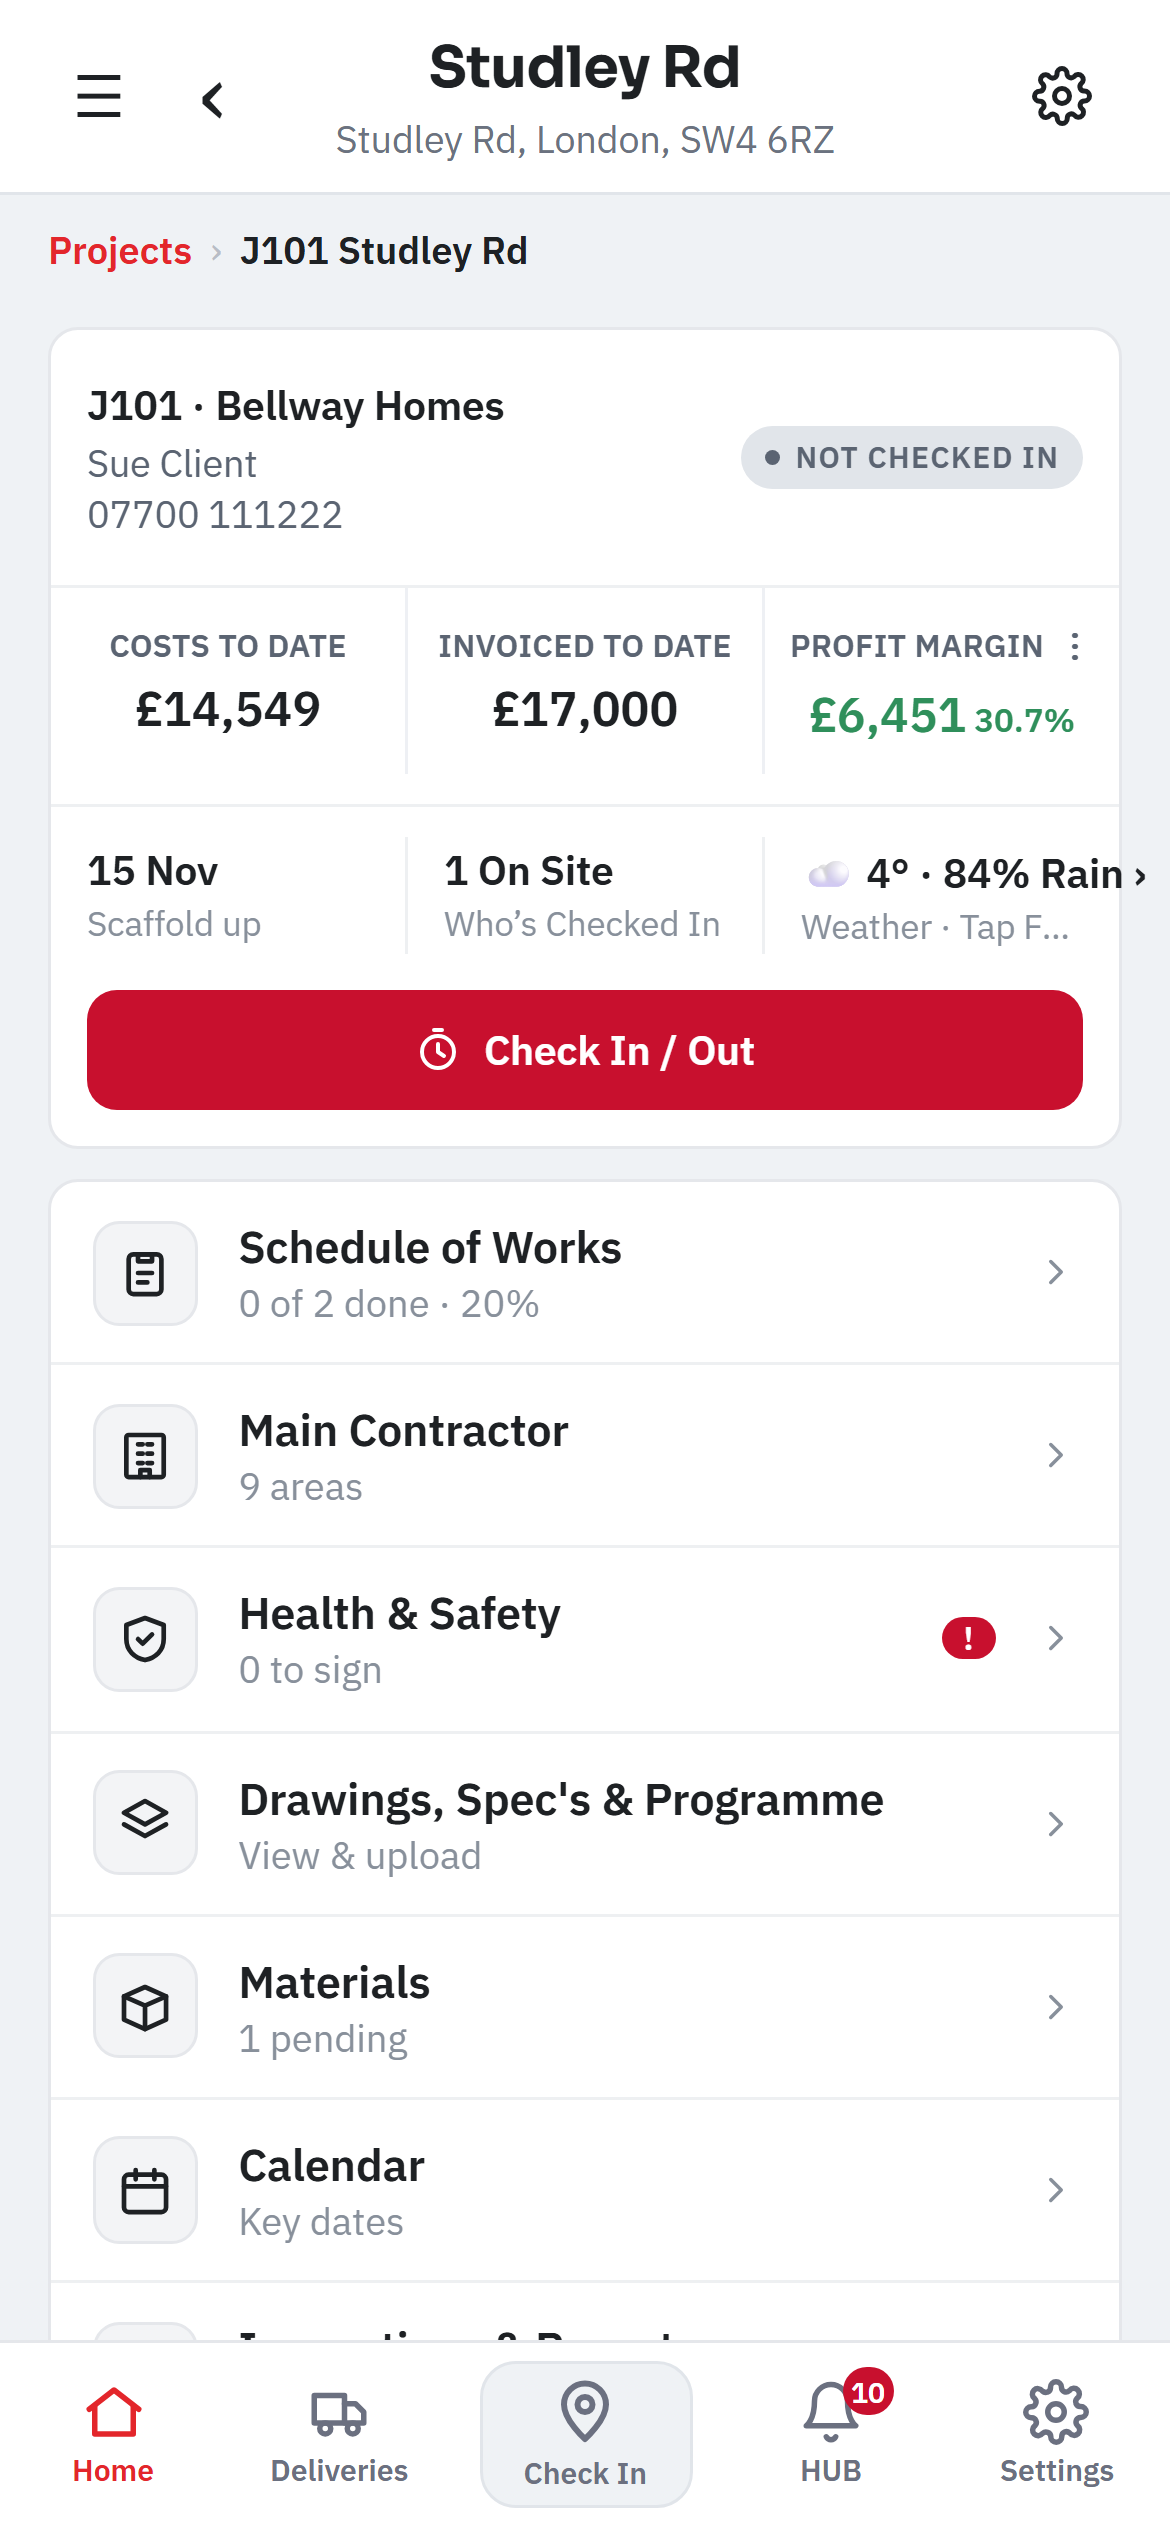 Studley Rd
Studley Rd, London, SW4 6RZ
Projects › J101 Studley Rd
J101 · Bellway Homes
Sue Client
07700 111222
NOT CHECKED IN
COSTS TO DATE
£14,549
INVOICED TO DATE
£17,000
PROFIT MARGIN
£6,451 30.7%
15 Nov
Scaffold up
1 On Site
Who’s Checked In
4° · 84% Rain ›
Weather · Tap F...
Check In / Out
Schedule of Works
0 of 2 done · 20%
Main Contractor
9 areas
Health & Safety
0 to sign
!
Drawings, Spec's & Programme
View & upload
Materials
1 pending
Calendar
Key dates
Home
Deliveries
Check In
10
HUB
Settings